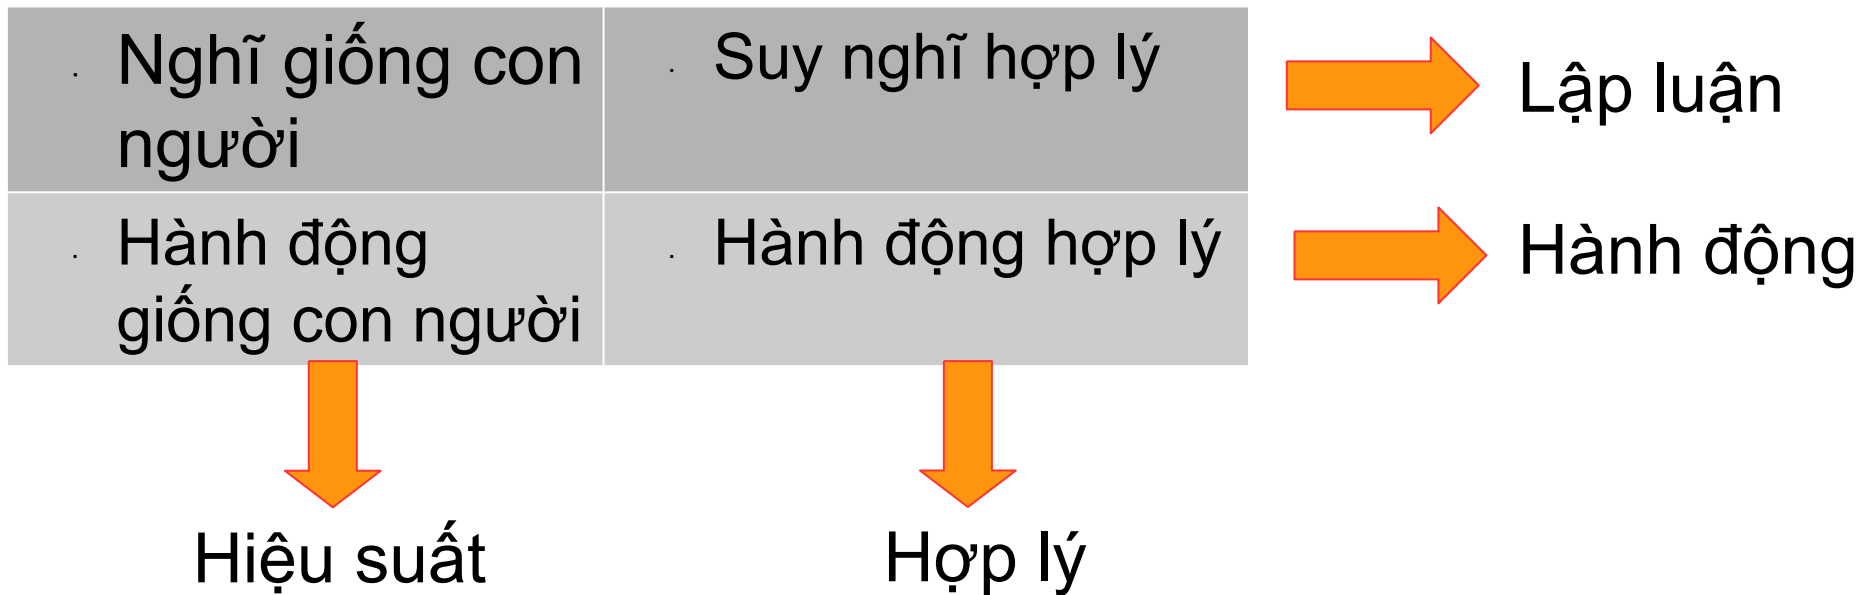 Nghĩ giống con
người
Suy nghĩ hợp lý
Lập luận
Hành động
giống con người
Hành động hợp lý
Hành động
Hiệu suất
Hợp lý